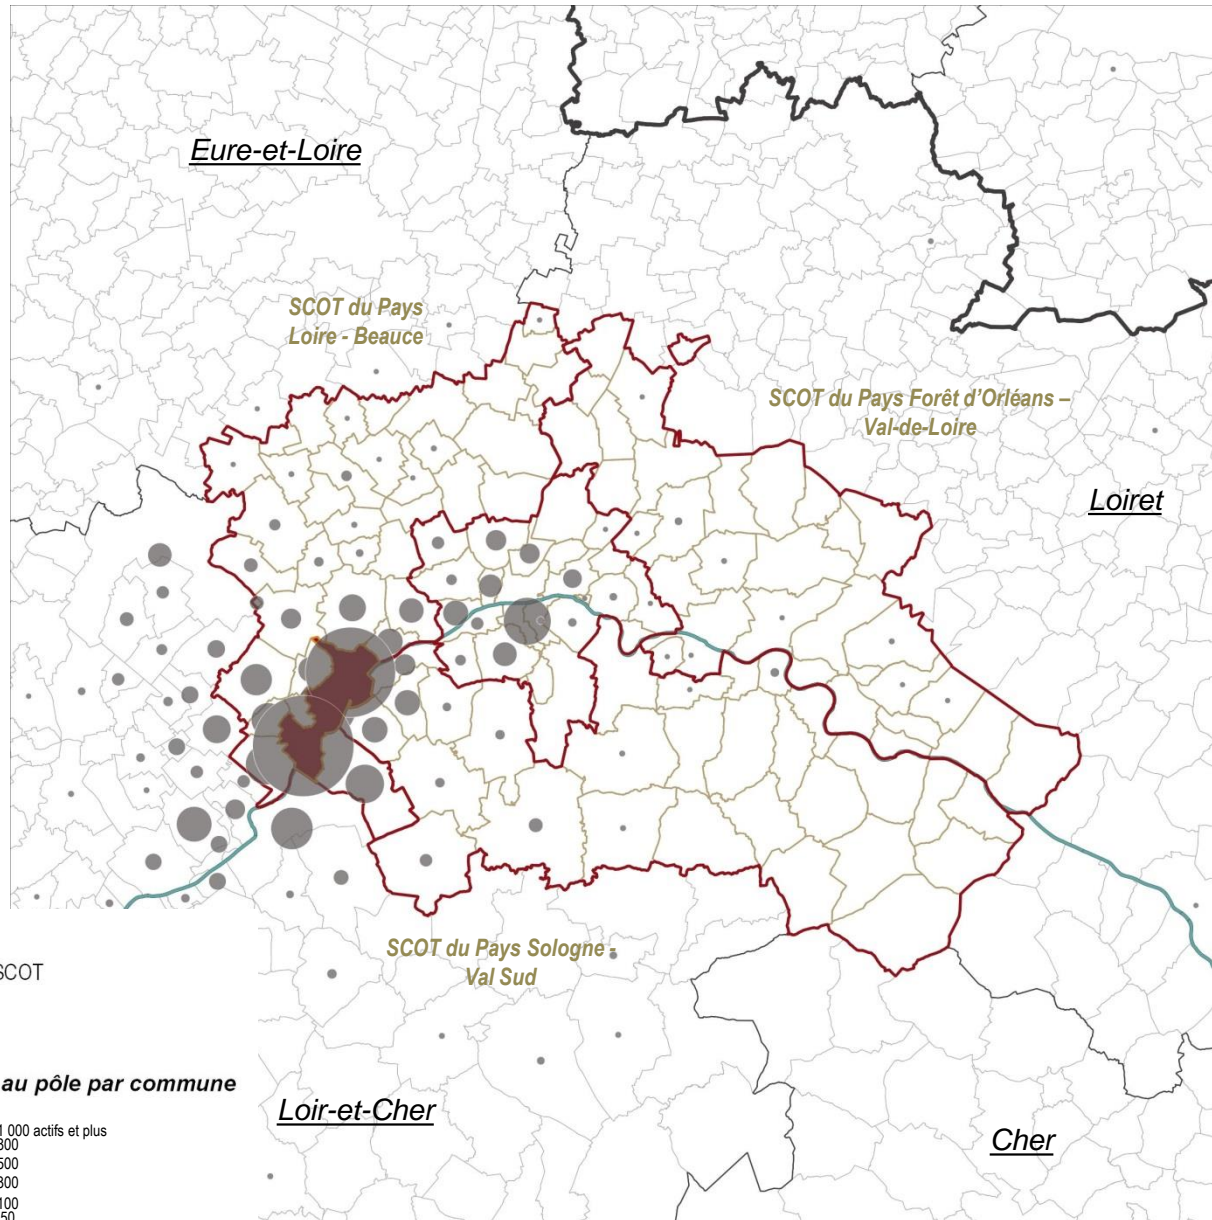 Eure-et-Loire
SCOT du Pays
Loire - Beauce
SCOT du Pays Forêt d'Orléans –
Val-de-Loire
Loiret
SCOT du Pays Sologne -
Val Sud
SCOT
au pôle par commune
Loir-et-Cher
Cher
1 000 actifs et plus
800
500
300
100
50